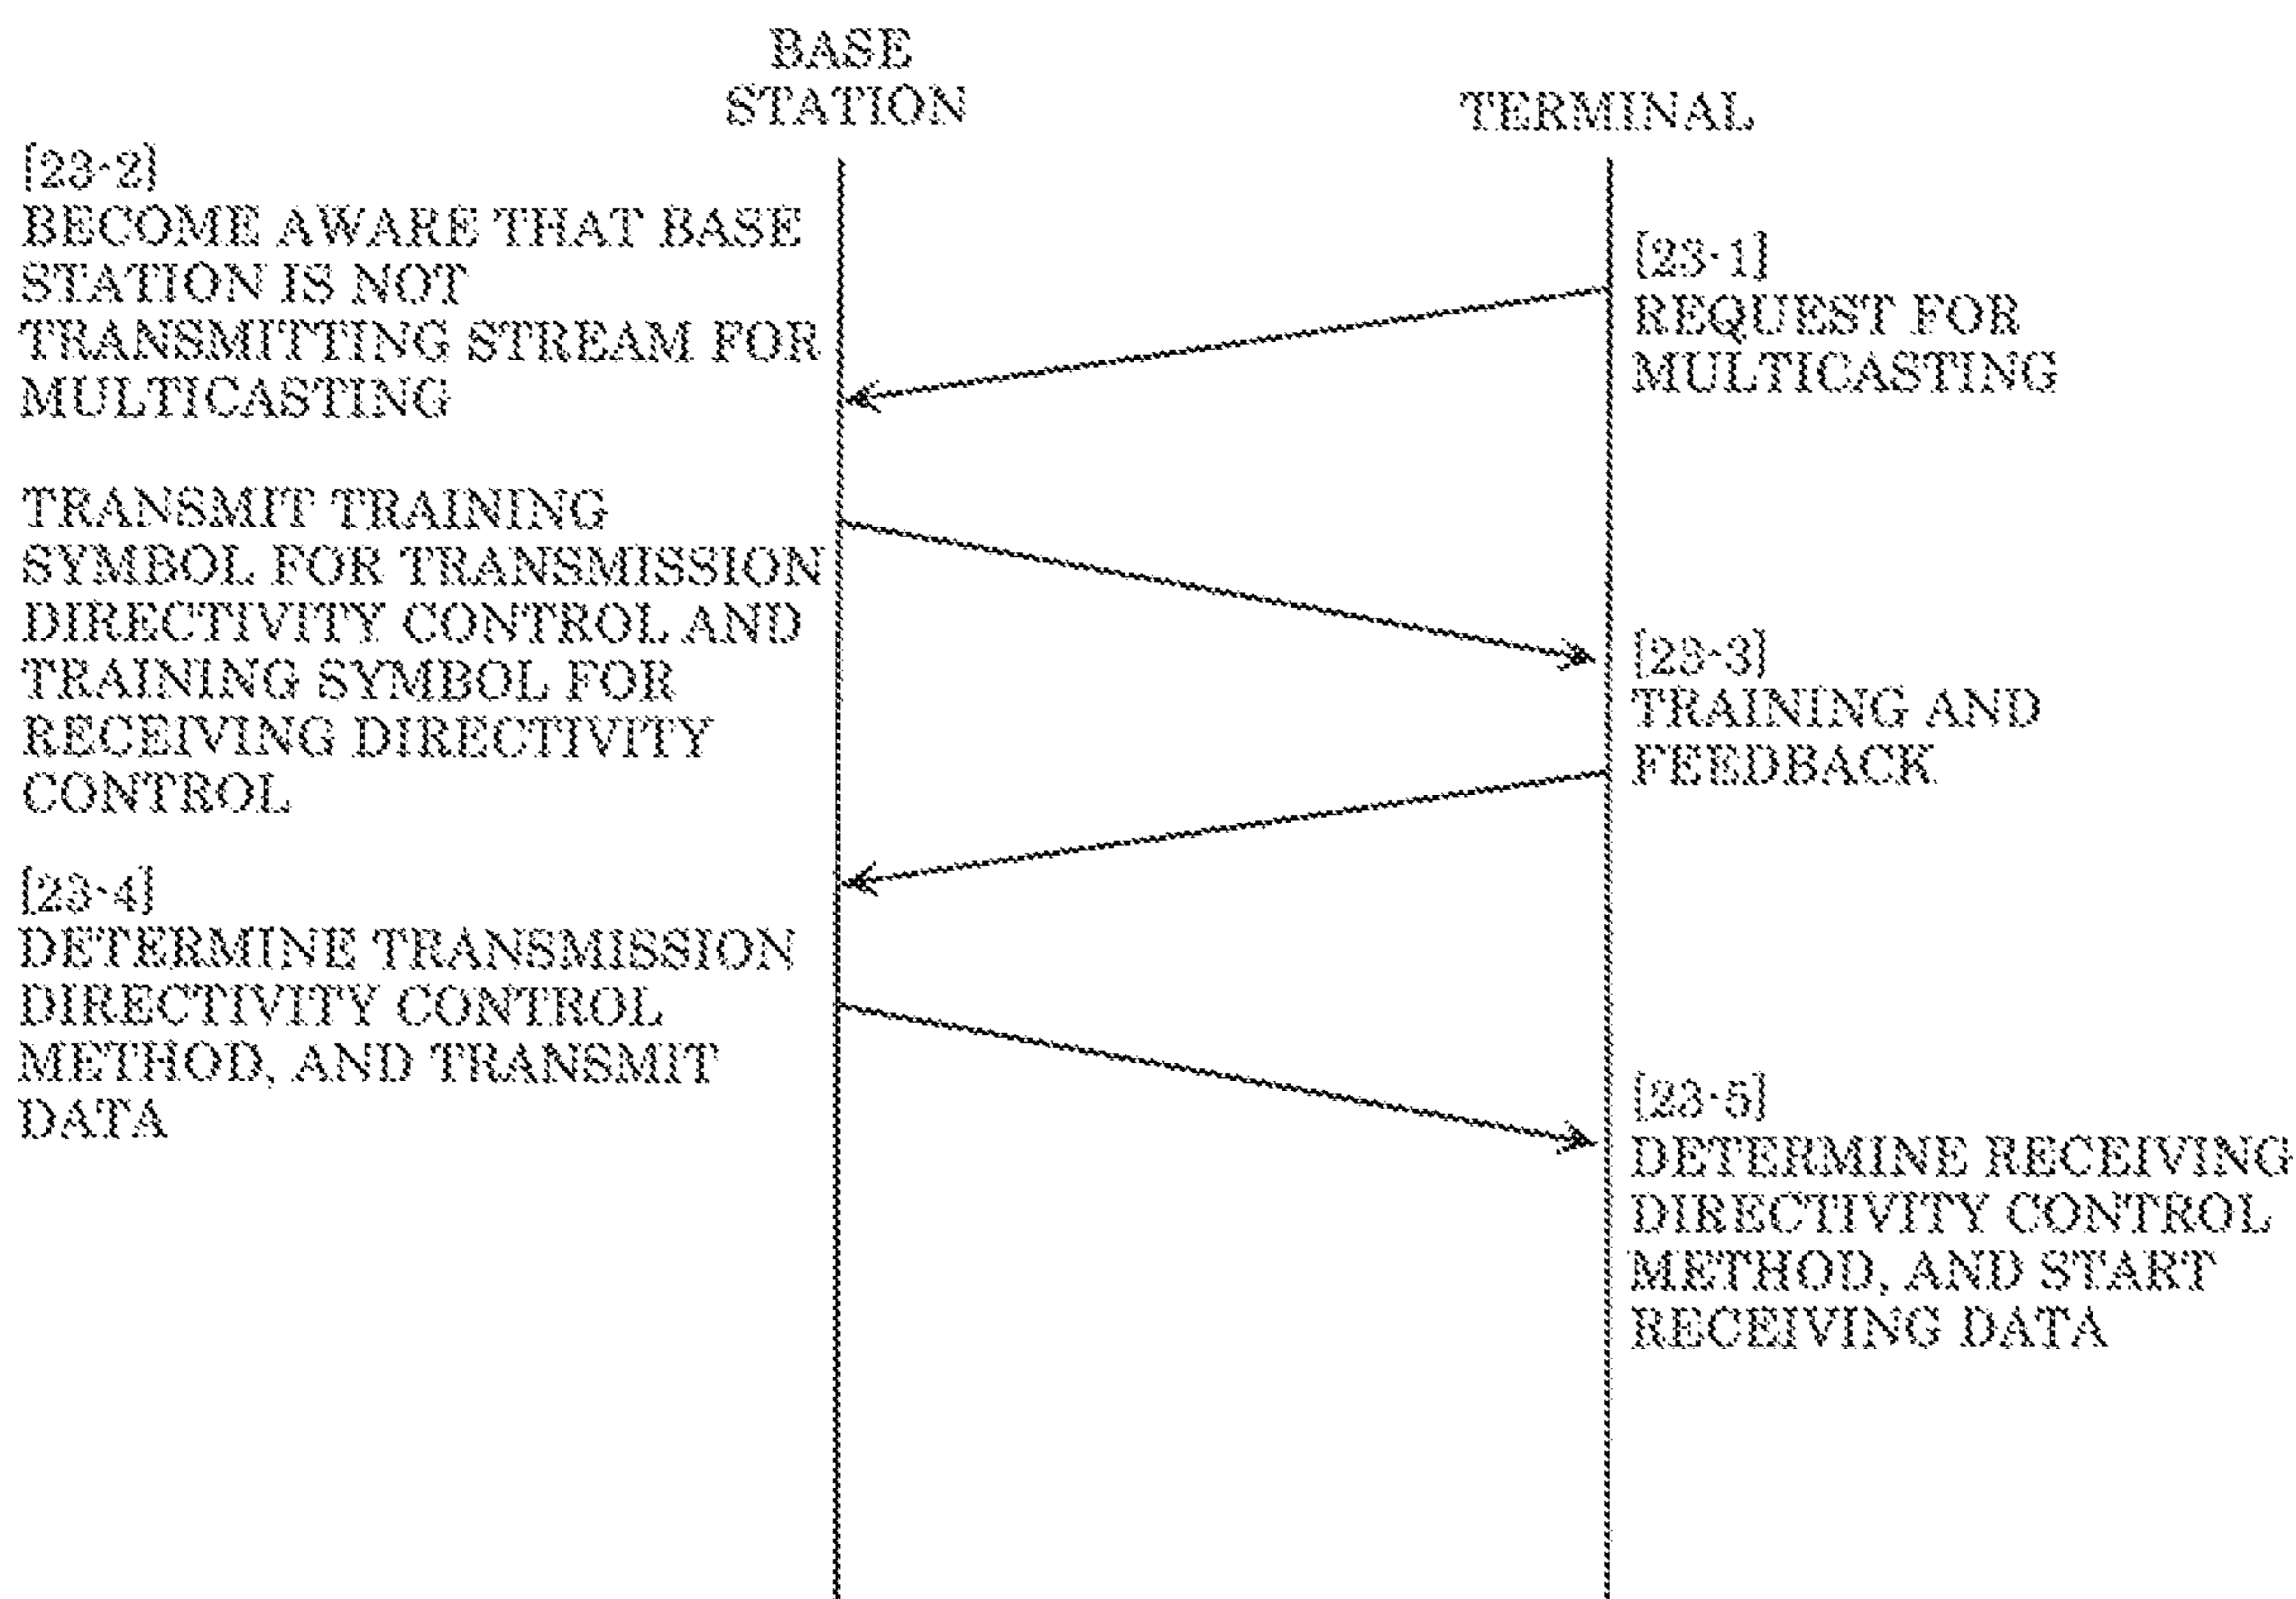 BASE
STATION
TERMINAL
[23-2]
BECOME AWARE THAT BASE
STATION IS NOT
TRANSMITTING STREAM FOR
MULTICASTING
[23-1]
REQUEST FOR
MULTICASTING
TRANSMIT TRAINING
SYMBOL FOR TRANSMISSION
DIRECTIVITY CONTROL AND
TRAINING SYMBOL FOR
RECEIVING DIRECTIVITY
CONTROL
[23-3]
TRAINING AND
FEEDBACK
[23-4]
DETERMINE TRANSMISSION
DIRECTIVITY CONTROL
METHOD, AND TRANSMIT
DATA
[23-5]
DETERMINE RECEIVING
DIRECTIVITY CONTROL
METHOD, AND START
RECEIVING DATA